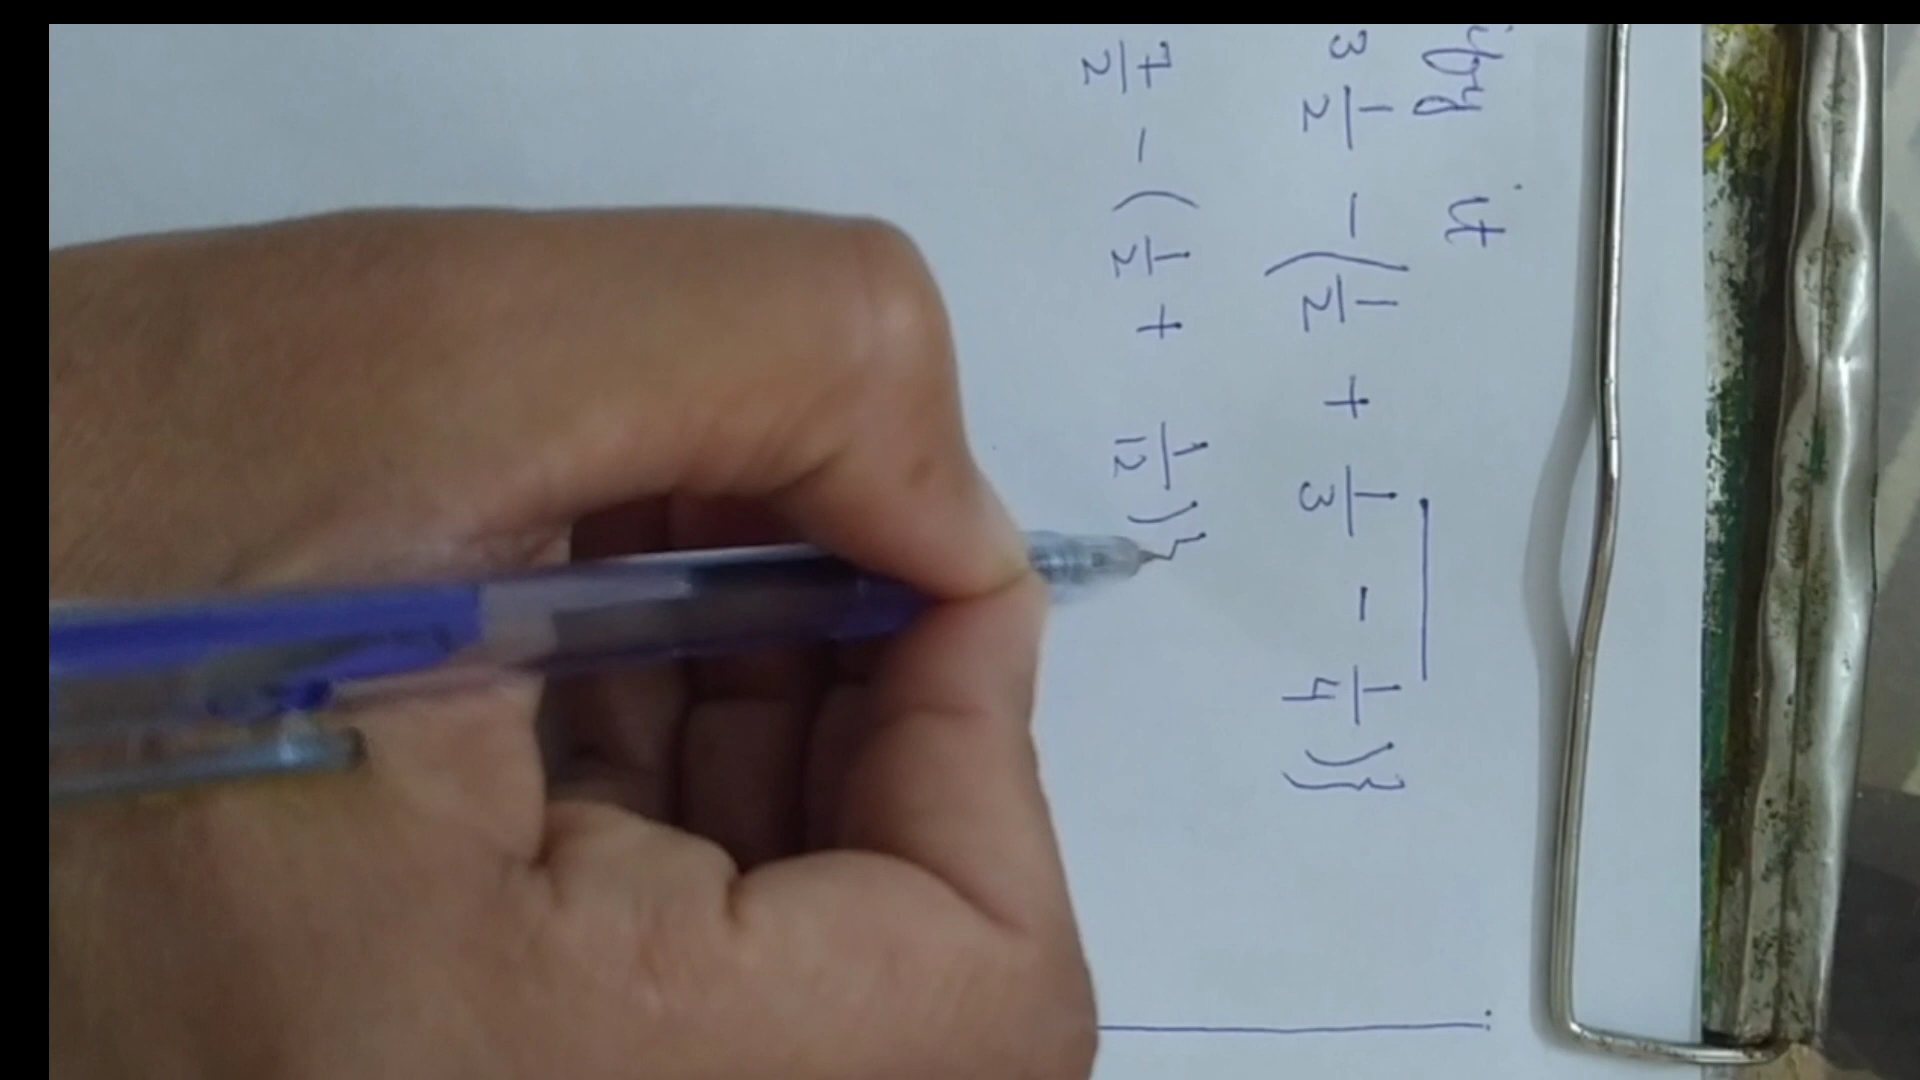 ify it
3 1/2 - (1/2 + 1/3 - 1/4)}
7/2 - (1/2 + 1/12)}